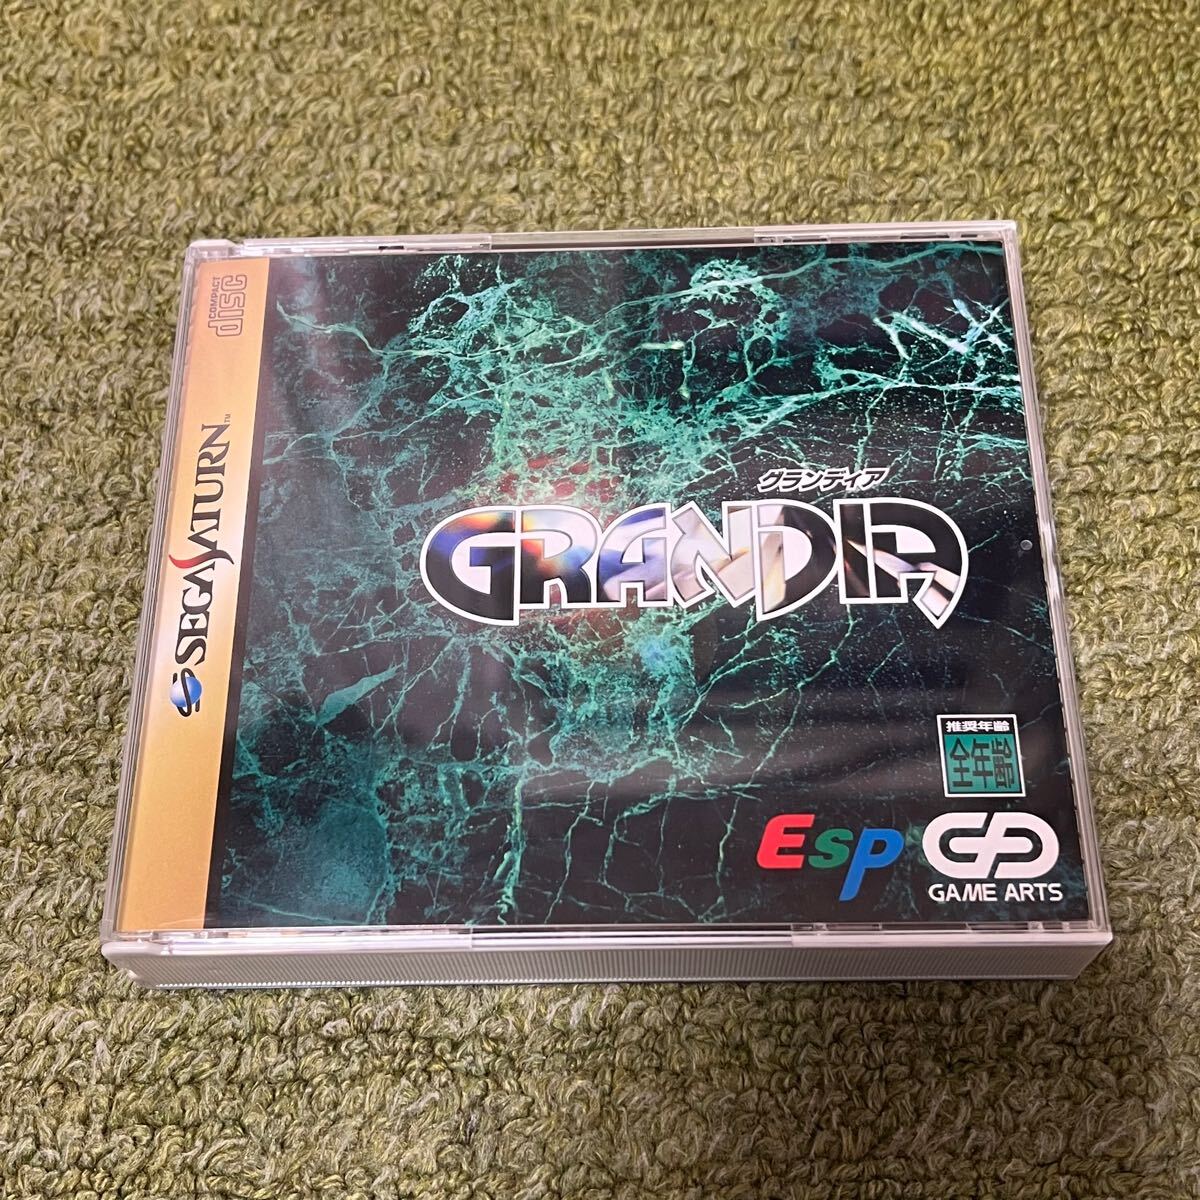 COMPACT
disc
SEGA SATURN™
グランディア
GRANDIA
推奨年齢
全年齢
Esp
GAME ARTS